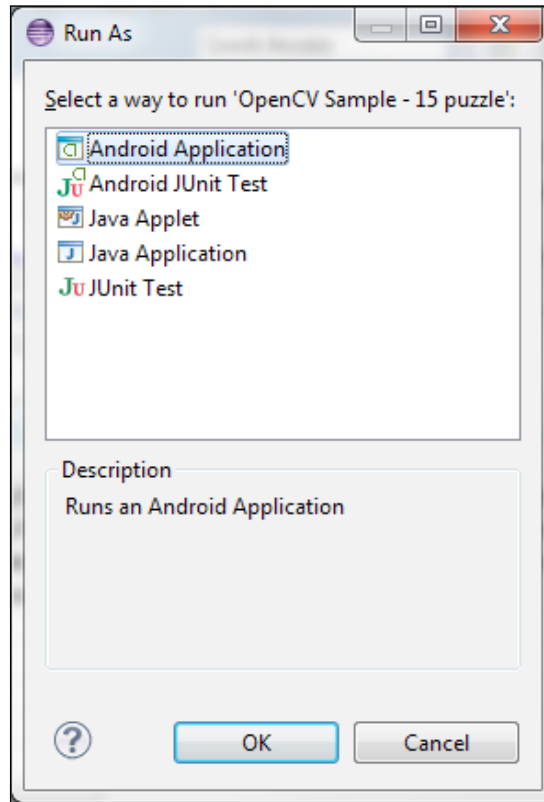 Run As
Select a way to run 'OpenCV Sample - 15 puzzle':
Android Application
Android JUnit Test
Java Applet
Java Application
JUnit Test
Description
Runs an Android Application
OK
Cancel